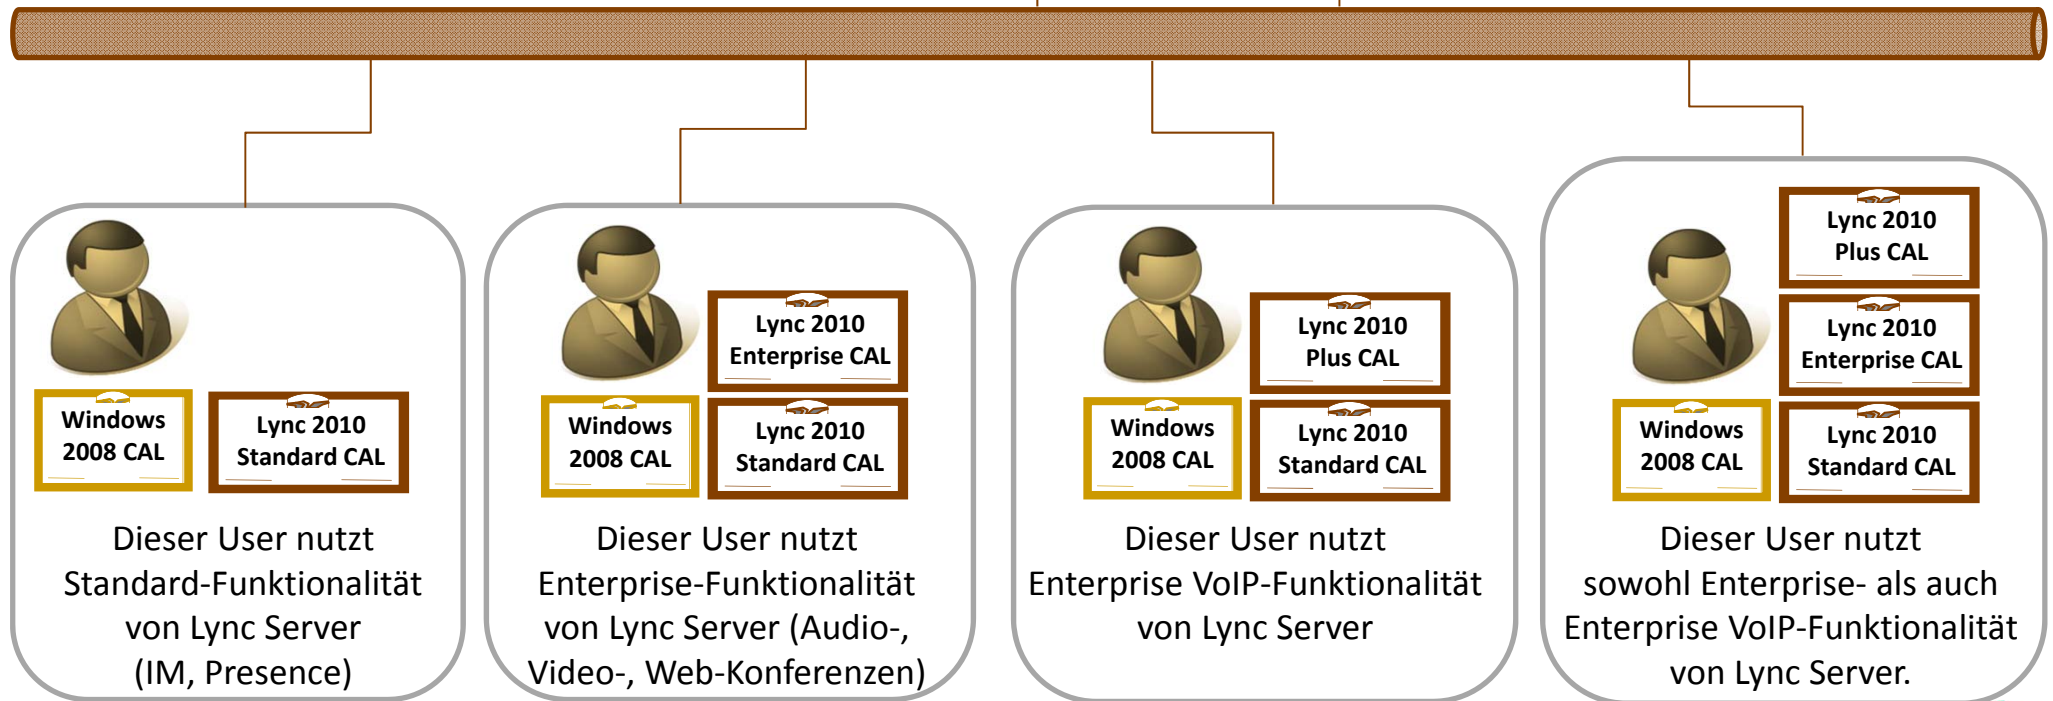 Windows
2008 CAL
Lync 2010
Standard CAL
Dieser User nutzt
Standard-Funktionalität
von Lync Server
(IM, Presence)
Lync 2010
Enterprise CAL
Windows
2008 CAL
Lync 2010
Standard CAL
Dieser User nutzt
Enterprise-Funktionalität
von Lync Server (Audio-,
Video-, Web-Konferenzen)
Lync 2010
Plus CAL
Windows
2008 CAL
Lync 2010
Standard CAL
Dieser User nutzt
Enterprise VoIP-Funktionalität
von Lync Server
Lync 2010
Plus CAL
Lync 2010
Enterprise CAL
Windows
2008 CAL
Lync 2010
Standard CAL
Dieser User nutzt
sowohl Enterprise- als auch
Enterprise VoIP-Funktionalität
von Lync Server.